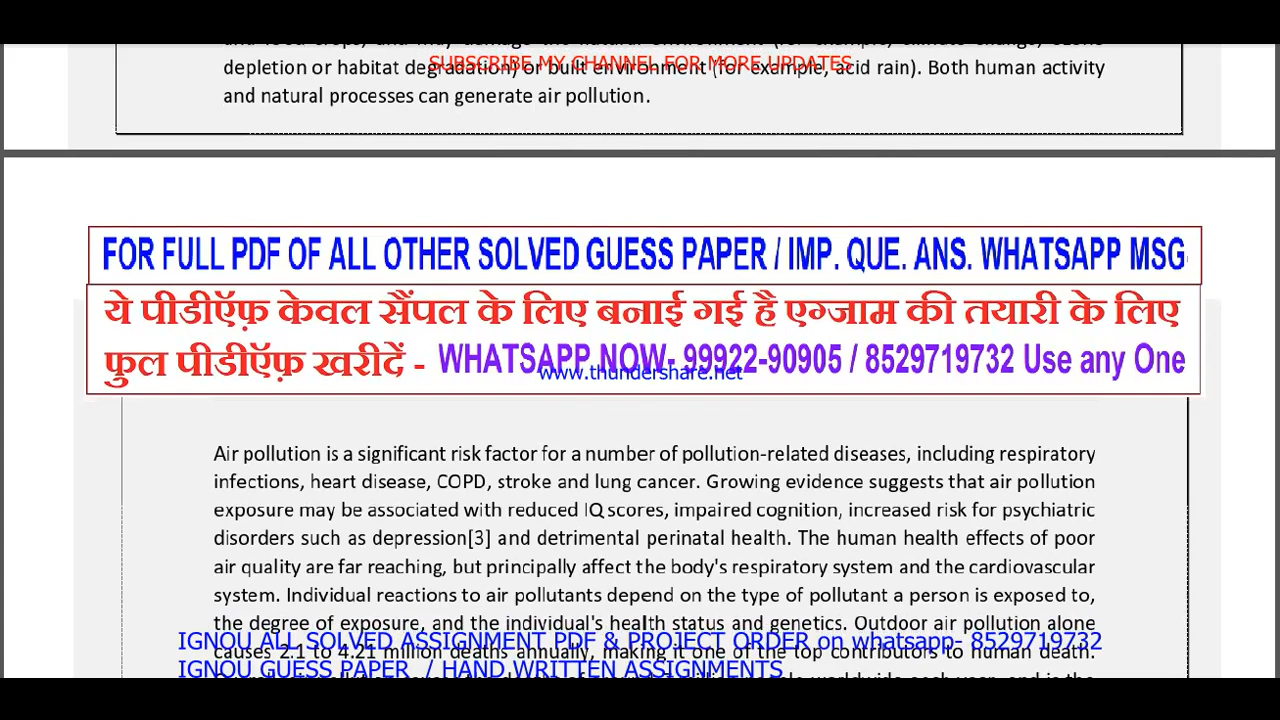 SUBSCRIBE MY CHANNEL FOR MORE UPDATES
depletion or habitat degradation) or built environment (for example, acid rain). Both human activity
and natural processes can generate air pollution.
FOR FULL PDF OF ALL OTHER SOLVED GUESS PAPER / IMP. QUE. ANS. WHATSAPP MSG
ये पीडीऍफ़ केवल सैंपल के लिए बनाई गई है एग्जाम की तयारी के लिए
फुल पीडीऍफ़ खरीदें - WHATSAPP NOW- 99922-90905 / 8529719732 Use any One
www.thundershare.net
Air pollution is a significant risk factor for a number of pollution-related diseases, including respiratory
infections, heart disease, COPD, stroke and lung cancer. Growing evidence suggests that air pollution
exposure may be associated with reduced IQ scores, impaired cognition, increased risk for psychiatric
disorders such as depression[3] and detrimental perinatal health. The human health effects of poor
air quality are far reaching, but principally affect the body's respiratory system and the cardiovascular
system. Individual reactions to air pollutants depend on the type of pollutant a person is exposed to,
the degree of exposure, and the individual's health status and genetics. Outdoor air pollution alone
IGNOU ALL SOLVED ASSIGNMENT PDF & PROJECT ORDER on whatsapp- 8529719732
causes 2.1 to 4.21 million deaths annually, making it one of the top contributors to human death.
IGNOU GUESS PAPER / HAND WRITTEN ASSIGNMENTS